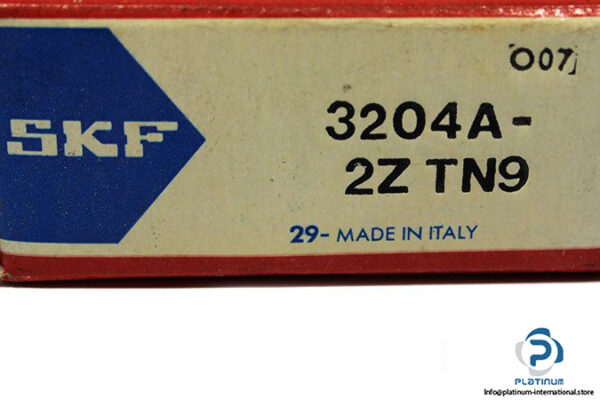 007
SKF
3204A-
2Z TN9
29- MADE IN ITALY
PLATINUM
Info@platinum-international.store